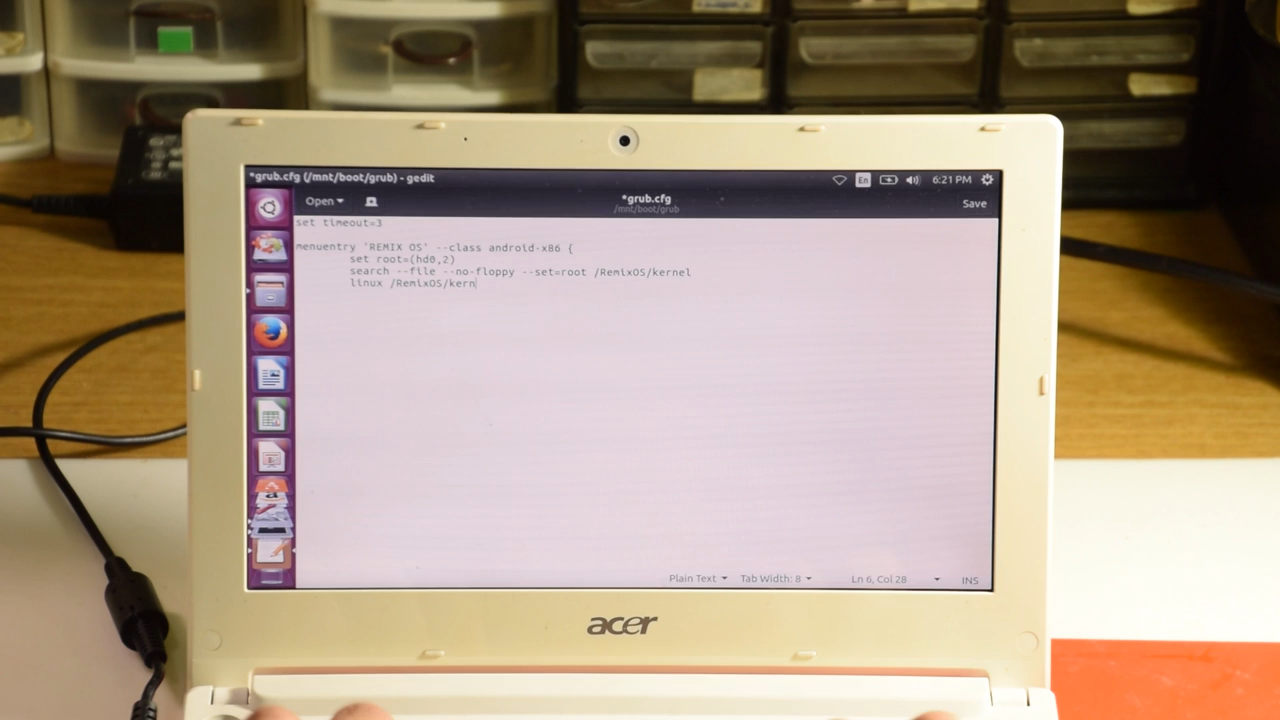 *grub.cfg (/mnt/boot/grub) - gedit
En
6:21 PM
Open
*grub.cfg
/mnt/boot/grub
Save
set timeout=3
menuentry 'REMIX OS' --class android-x86 {
set root=(hd0,2)
search --file --no-floppy --set=root /RemixOS/kernel
linux /RemixOS/kern
Plain Text
Tab Width: 8
Ln 6, Col 28
INS
acer